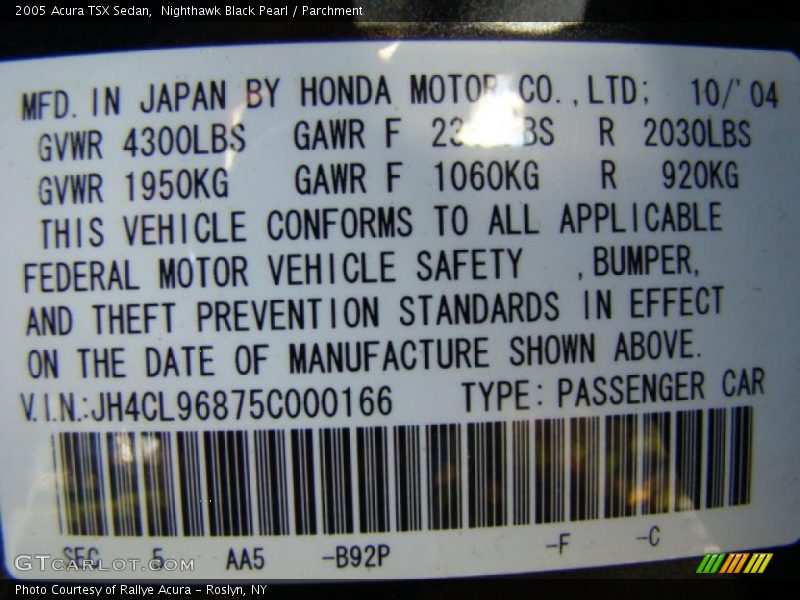 2005 Acura TSX Sedan,  Nighthawk Black Pearl / Parchment
MFD. IN JAPAN BY HONDA MOTOR CO.,LTD; 10/'04
GVWR 4300LBS GAWR F R 2030LBS
GVWR 1950KG GAWR F 1060KG R 920KG
THIS VEHICLE CONFORMS TO ALL APPLICABLE
FEDERAL MOTOR VEHICLE SAFETY ,BUMPER,
AND THEFT PREVENTION STANDARDS IN EFFECT
ON THE DATE OF MANUFACTURE SHOWN ABOVE.
V.I.N.:JH4CL96875C000166 TYPE: PASSENGER CAR
SEC 5 AA5 -B92P -F -C
GTCARLOT.COM
Photo Courtesy of Rallye Acura - Roslyn, NY